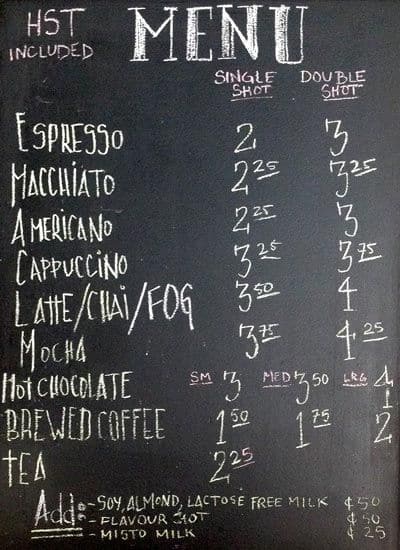 HST INCLUDED
MENU
SINGLE SHOT DOUBLE SHOT
ESPRESSO 2 3
MACCHIATO 2 25 3 25
AMERICANO 2 25 3
CAPPUCCINO 3 25 3 75
LATTE/CHAI/FOG 3 50 4
MOCHA 3 75 4 25
HOT CHOCOLATE SM 3 MED 3 50 LRG 4
BREWED COFFEE 1 50 1 75 2
TEA 2 25
Add:- SOY, ALMOND, LACTOSE FREE MILK ¢ 50
- FLAVOUR SHOT ¢ 50
- MISTO MILK ¢ 25